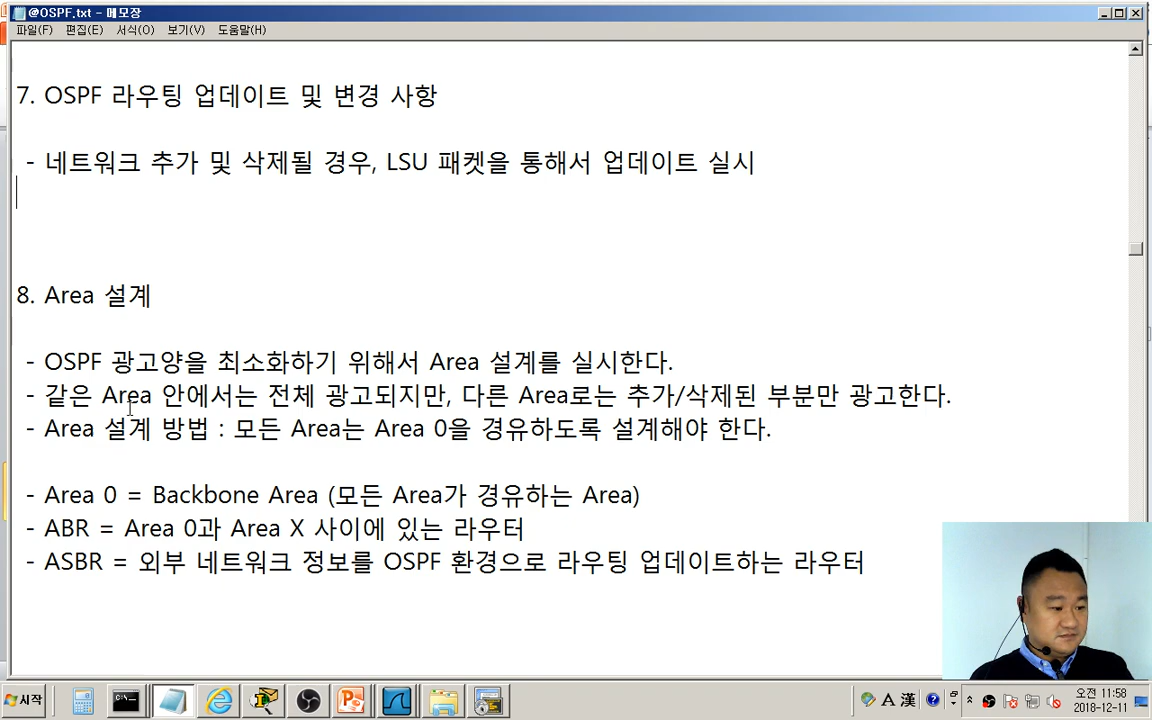 @OSPF.txt - 메모장
파일(F) 편집(E) 서식(O) 보기(V) 도움말(H)
7. OSPF 라우팅 업데이트 및 변경 사항
- 네트워크 추가 및 삭제될 경우, LSU 패킷을 통해서 업데이트 실시
8. Area 설계
- OSPF 광고양을 최소화하기 위해서 Area 설계를 실시한다.
- 같은 Area 안에서는 전체 광고되지만, 다른 Area로는 추가/삭제된 부분만 광고한다.
- Area 설계 방법 : 모든 Area는 Area 0을 경유하도록 설계해야 한다.
- Area 0 = Backbone Area (모든 Area가 경유하는 Area)
- ABR = Area 0과 Area X 사이에 있는 라우터
- ASBR = 외부 네트워크 정보를 OSPF 환경으로 라우팅 업데이트하는 라우터
시작
A 漢
오전 11:58
2018-12-11